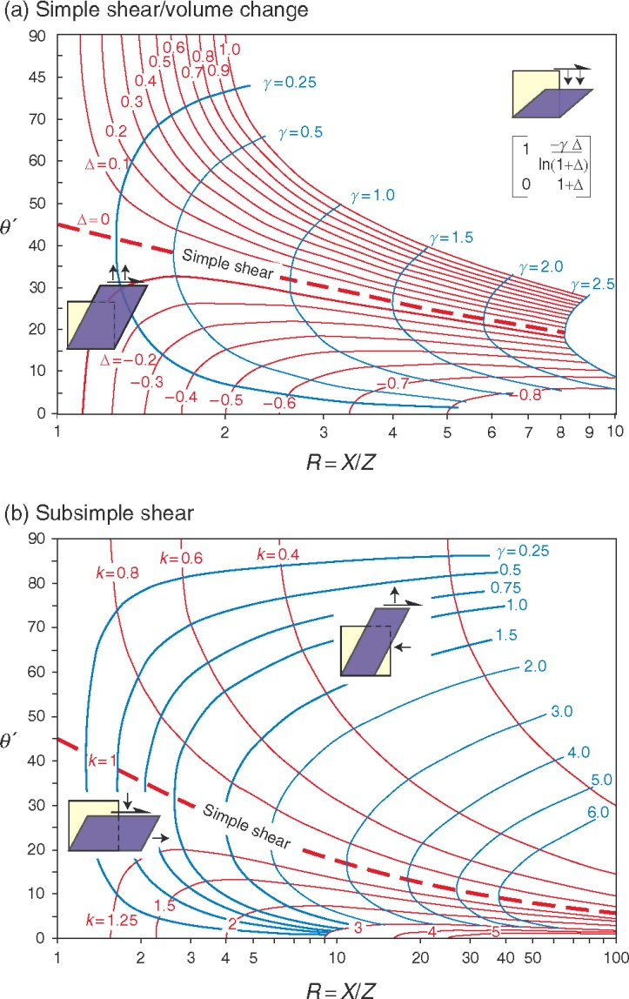 (a) Simple shear/volume change
90
45
70
60
50
40
30
20
10
0
θ′
1
2
3
4
5
6
7
8
9
10
R = X/Z
1.0
0.9
0.8
0.7
0.6
0.5
0.4
0.3
0.2
Δ=0.1
Δ=0
Simple shear
Δ=−0.2
−0.3
−0.4
−0.5
−0.6
−0.7
−0.8
γ=0.25
γ=0.5
γ=1.0
γ=1.5
γ=2.0
γ=2.5
1 −γ Δ
ln(1+Δ)
0 1+Δ
(b) Subsimple shear
90
80
70
60
50
40
30
20
10
0
θ′
1
2
3
4
5
10
20
30
40
50
100
R = X/Z
k=0.8
k=0.6
k=0.4
k=1
Simple shear
k=1.25
1.5
2
3
4
5
γ=0.25
0.5
0.75
1.0
1.5
2.0
3.0
4.0
5.0
6.0